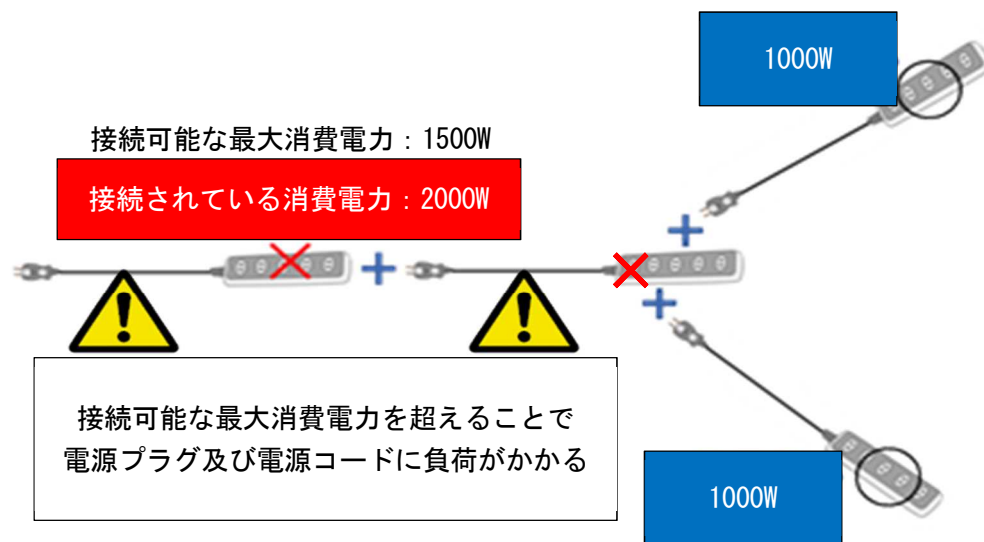 1000W
接続可能な最大消費電力：1500W
接続されている消費電力：2000W
接続可能な最大消費電力を超えることで
電源プラグ及び電源コードに負荷がかかる
1000W